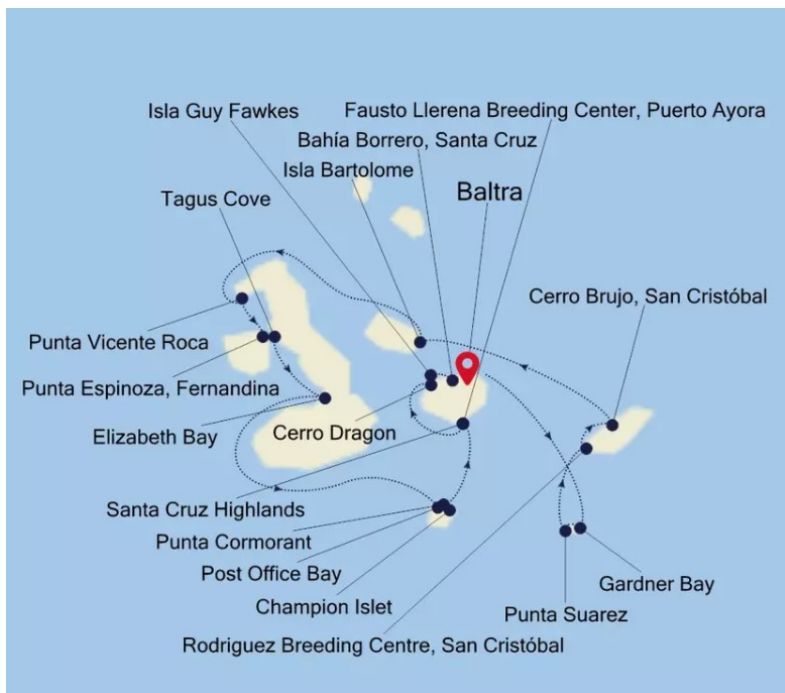 Isla Guy Fawkes
Fausto Llerena Breeding Center, Puerto Ayora
Bahía Borrero, Santa Cruz
Isla Bartolome
Baltra
Tagus Cove
Cerro Brujo, San Cristóbal
Punta Vicente Roca
Punta Espinoza, Fernandina
Elizabeth Bay
Cerro Dragon
Santa Cruz Highlands
Punta Cormorant
Post Office Bay
Gardner Bay
Champion Islet
Punta Suarez
Rodriguez Breeding Centre, San Cristóbal